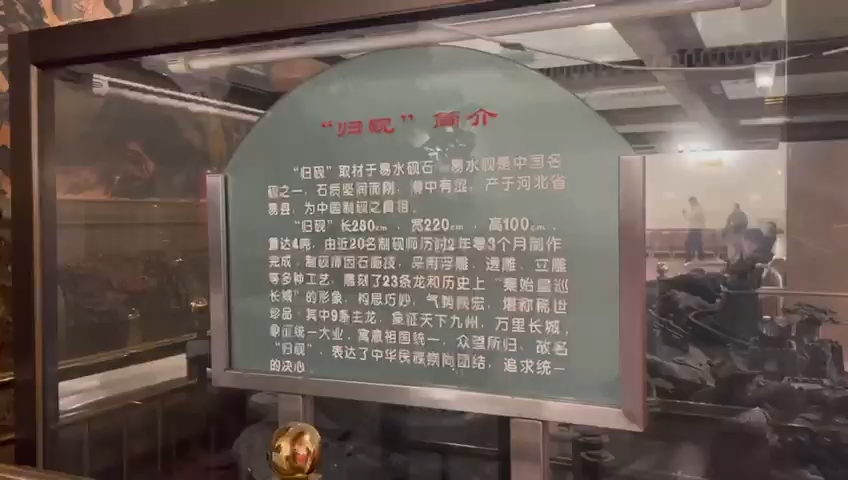 “归砚”简介
“归砚”取材于易水砚石 易水砚是中国名
砚之一，石质坚润而刚，产于河北省
易县，为中国制砚之
“归砚”长280cm，宽220cm，高100cm，
重达4吨，由近20名制砚师历时2年零3个月制作
完成，制砚师因石施技，采用浮雕、透雕、立雕
等多种工艺，雕刻了23条龙和历史上“秦始皇巡
长城”的形象，构思巧妙，气势恢宏，堪称稀世
珍品，其中9条主龙，象征天下九州，万里长城，
象征统一大业，寓意祖国统一，众望所归，故名
“归砚”，表达了中华民族崇尚团结，追求统一
的决心